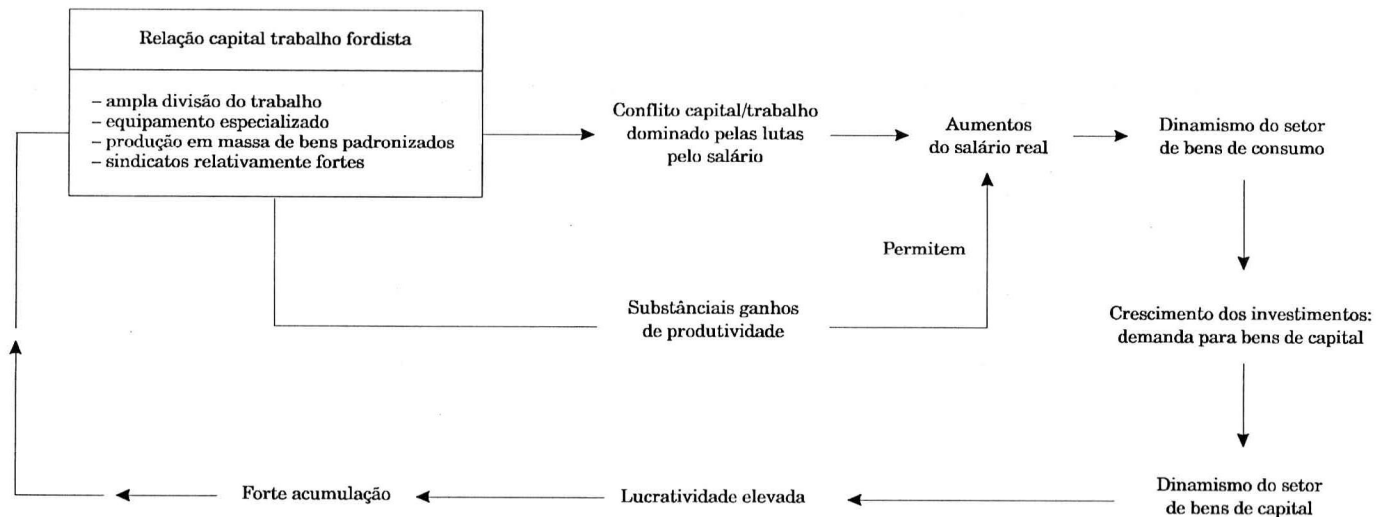 Relação capital trabalho fordista
– ampla divisão do trabalho
– equipamento especializado
– produção em massa de bens padronizados
– sindicatos relativamente fortes
Conflito capital/trabalho
dominado pelas lutas
pelo salário
Aumentos
do salário real
Dinamismo do setor
de bens de consumo
Permitem
Substânciais ganhos
de produtividade
Crescimento dos investimentos:
demanda para bens de capital
Forte acumulação
Lucratividade elevada
Dinamismo do setor
de bens de capital